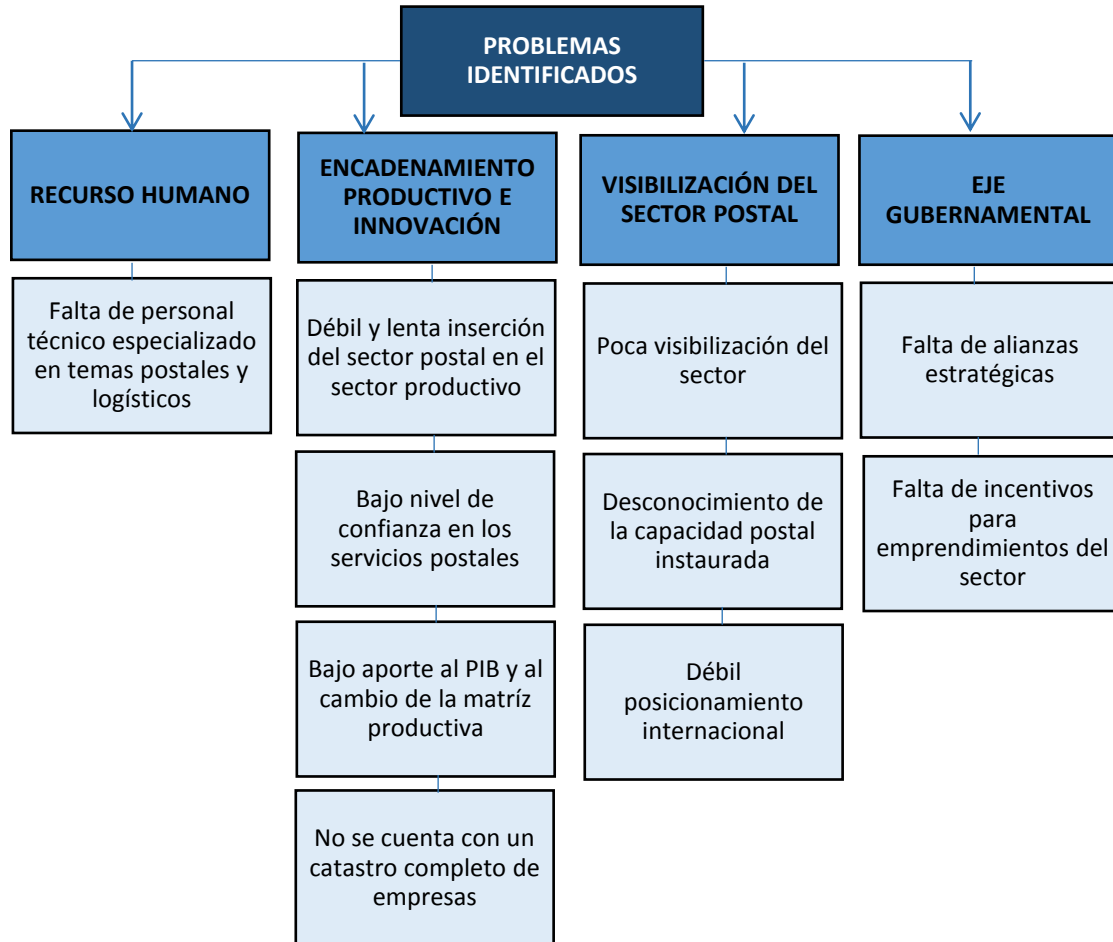 PROBLEMAS
IDENTIFICADOS
RECURSO HUMANO
Falta de personal
técnico especializado
en temas postales y
logísticos
ENCADENAMIENTO
PRODUCTIVO E
INNOVACIÓN
Débil y lenta inserción
del sector postal en el
sector productivo
Bajo nivel de
confianza en los
servicios postales
Bajo aporte al PIB y al
cambio de la matríz
productiva
No se cuenta con un
catastro completo de
empresas
VISIBILIZACIÓN DEL
SECTOR POSTAL
Poca visibilización del
sector
Desconocimiento de
la capacidad postal
instaurada
Débil
posicionamiento
internacional
EJE
GUBERNAMENTAL
Falta de alianzas
estratégicas
Falta de incentivos
para
emprendimientos del
sector